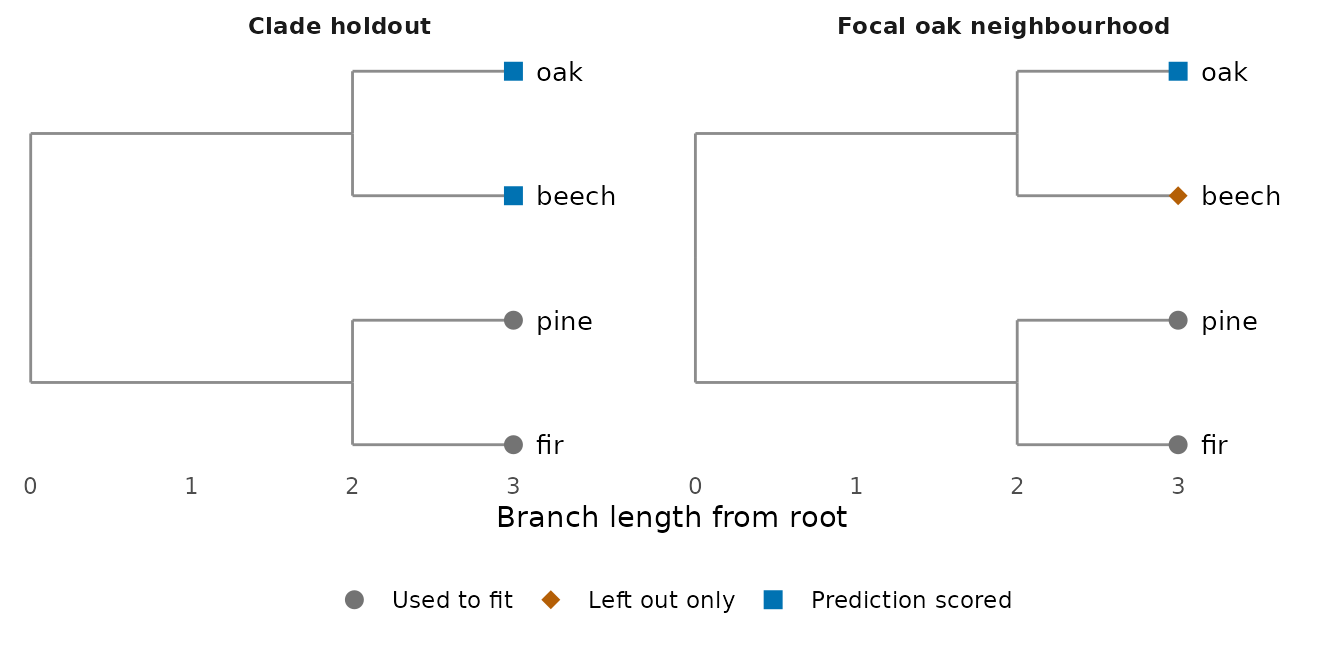 Clade holdout
oak
beech
pine
fir
0 1 2 3
Focal oak neighbourhood
oak
beech
pine
fir
0 1 2 3
Branch length from root
Used to fit Left out only Prediction scored